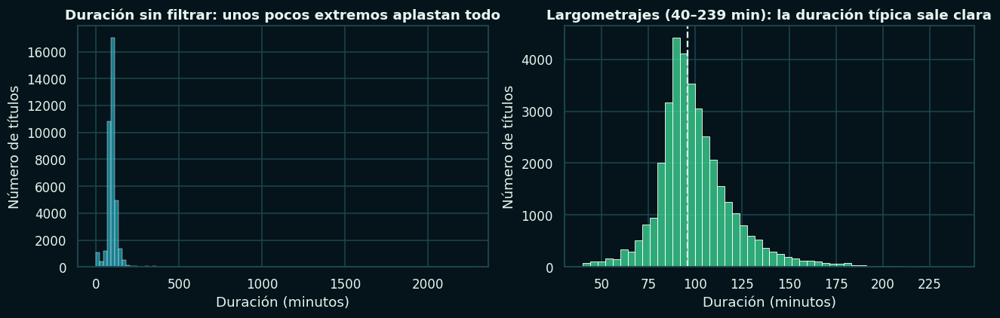 Duración sin filtrar: unos pocos extremos aplastan todo
Número de títulos
16000
14000
12000
10000
8000
6000
4000
2000
0
0 500 1000 1500 2000
Duración (minutos)
Largometrajes (40–239 min): la duración típica sale clara
Número de títulos
4000
3000
2000
1000
0
50 75 100 125 150 175 200 225
Duración (minutos)